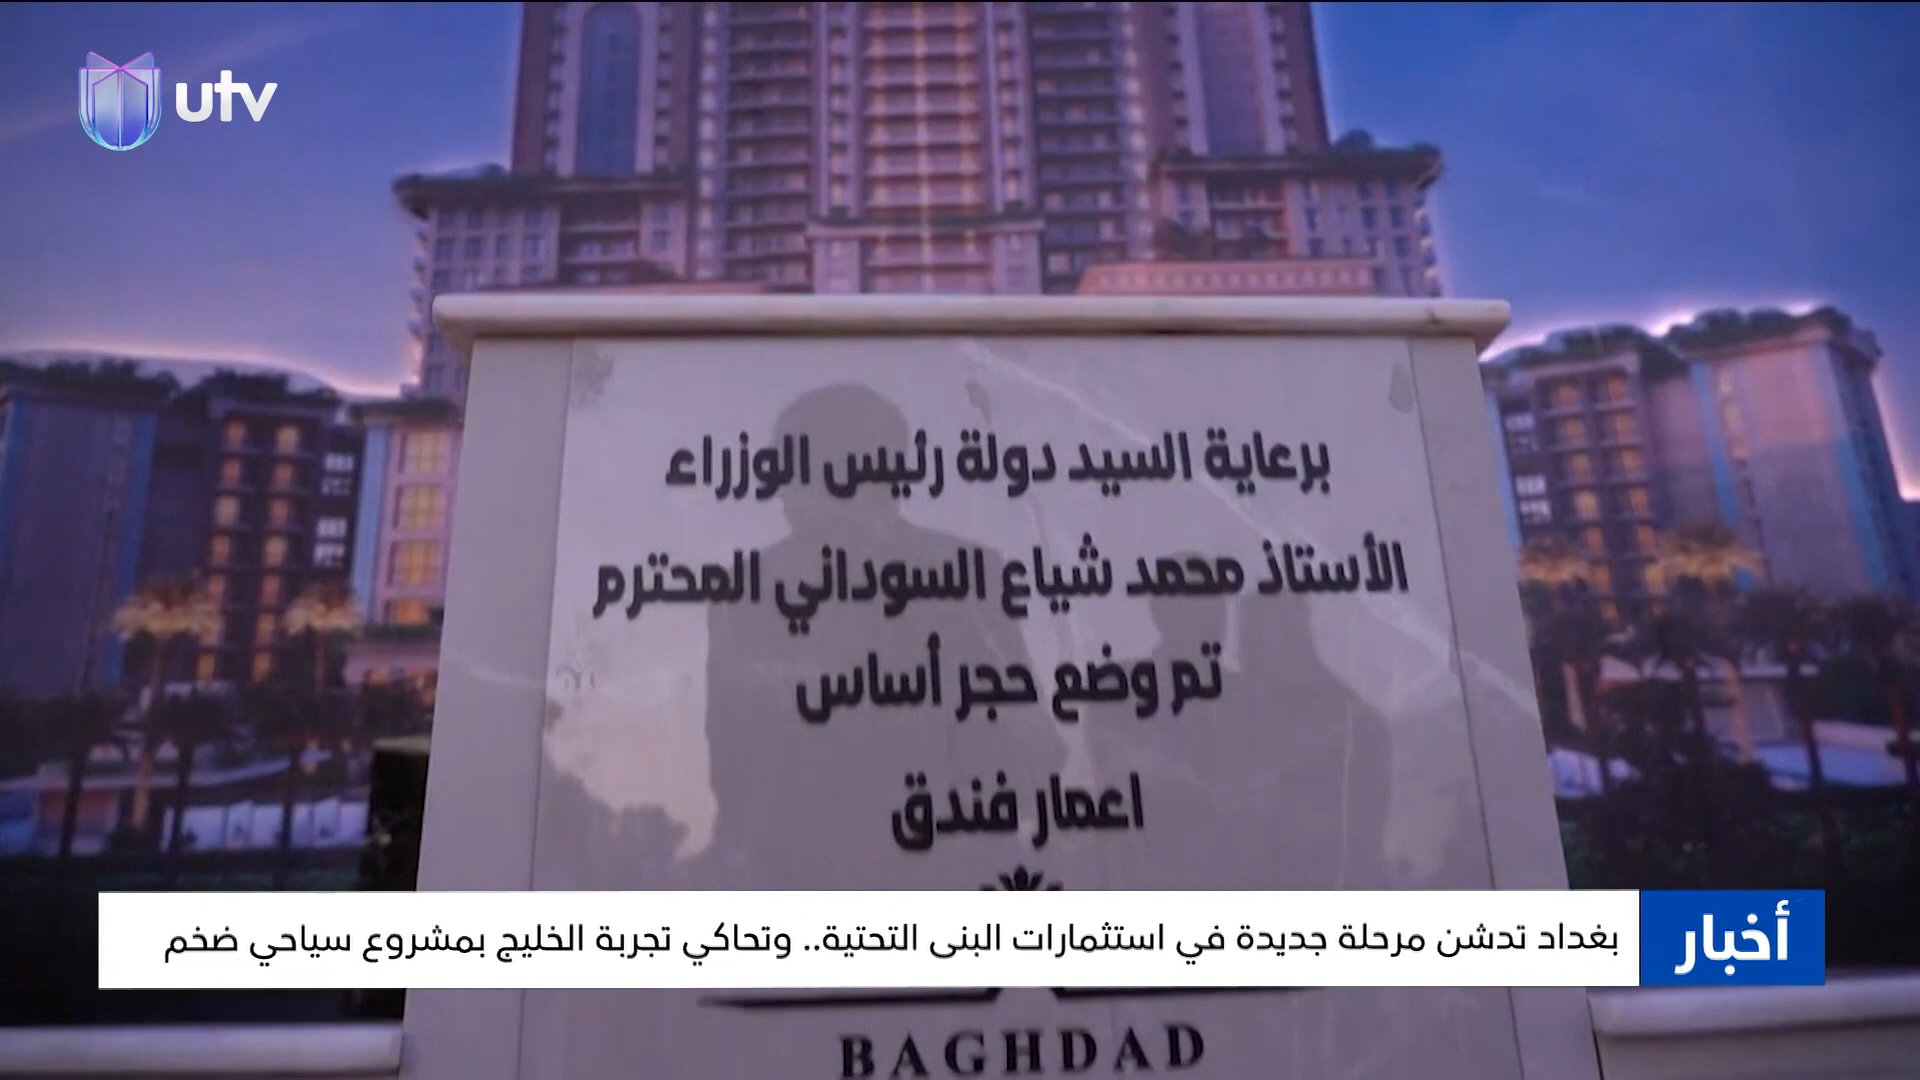 utv
برعاية السيد دولة رئيس الوزراء
الأستاذ محمد شياع السوداني المحترم
تم وضع حجر أساس
اعمار فندق
أخبار
بغداد تدشن مرحلة جديدة في استثمارات البنى التحتية.. وتحاكي تجربة الخليج بمشروع سياحي ضخم
BAGHDAD